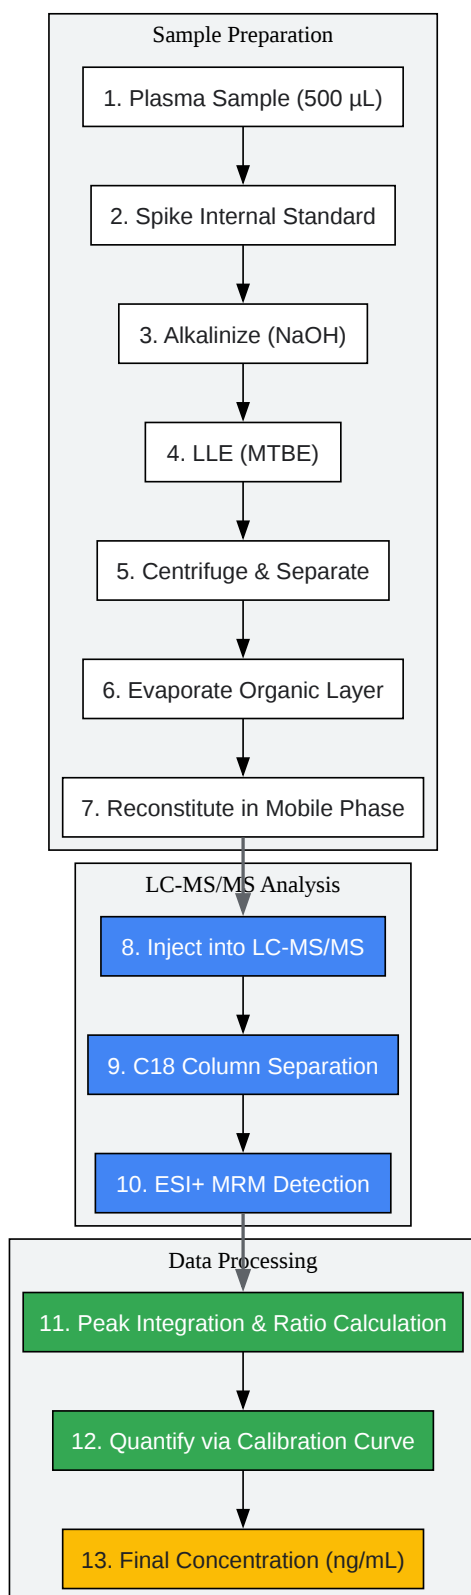 Sample Preparation
1. Plasma Sample (500 µL)
2. Spike Internal Standard
3. Alkalinize (NaOH)
4. LLE (MTBE)
5. Centrifuge & Separate
6. Evaporate Organic Layer
7. Reconstitute in Mobile Phase
LC-MS/MS Analysis
8. Inject into LC-MS/MS
9. C18 Column Separation
10. ESI+ MRM Detection
Data Processing
11. Peak Integration & Ratio Calculation
12. Quantify via Calibration Curve
13. Final Concentration (ng/mL)